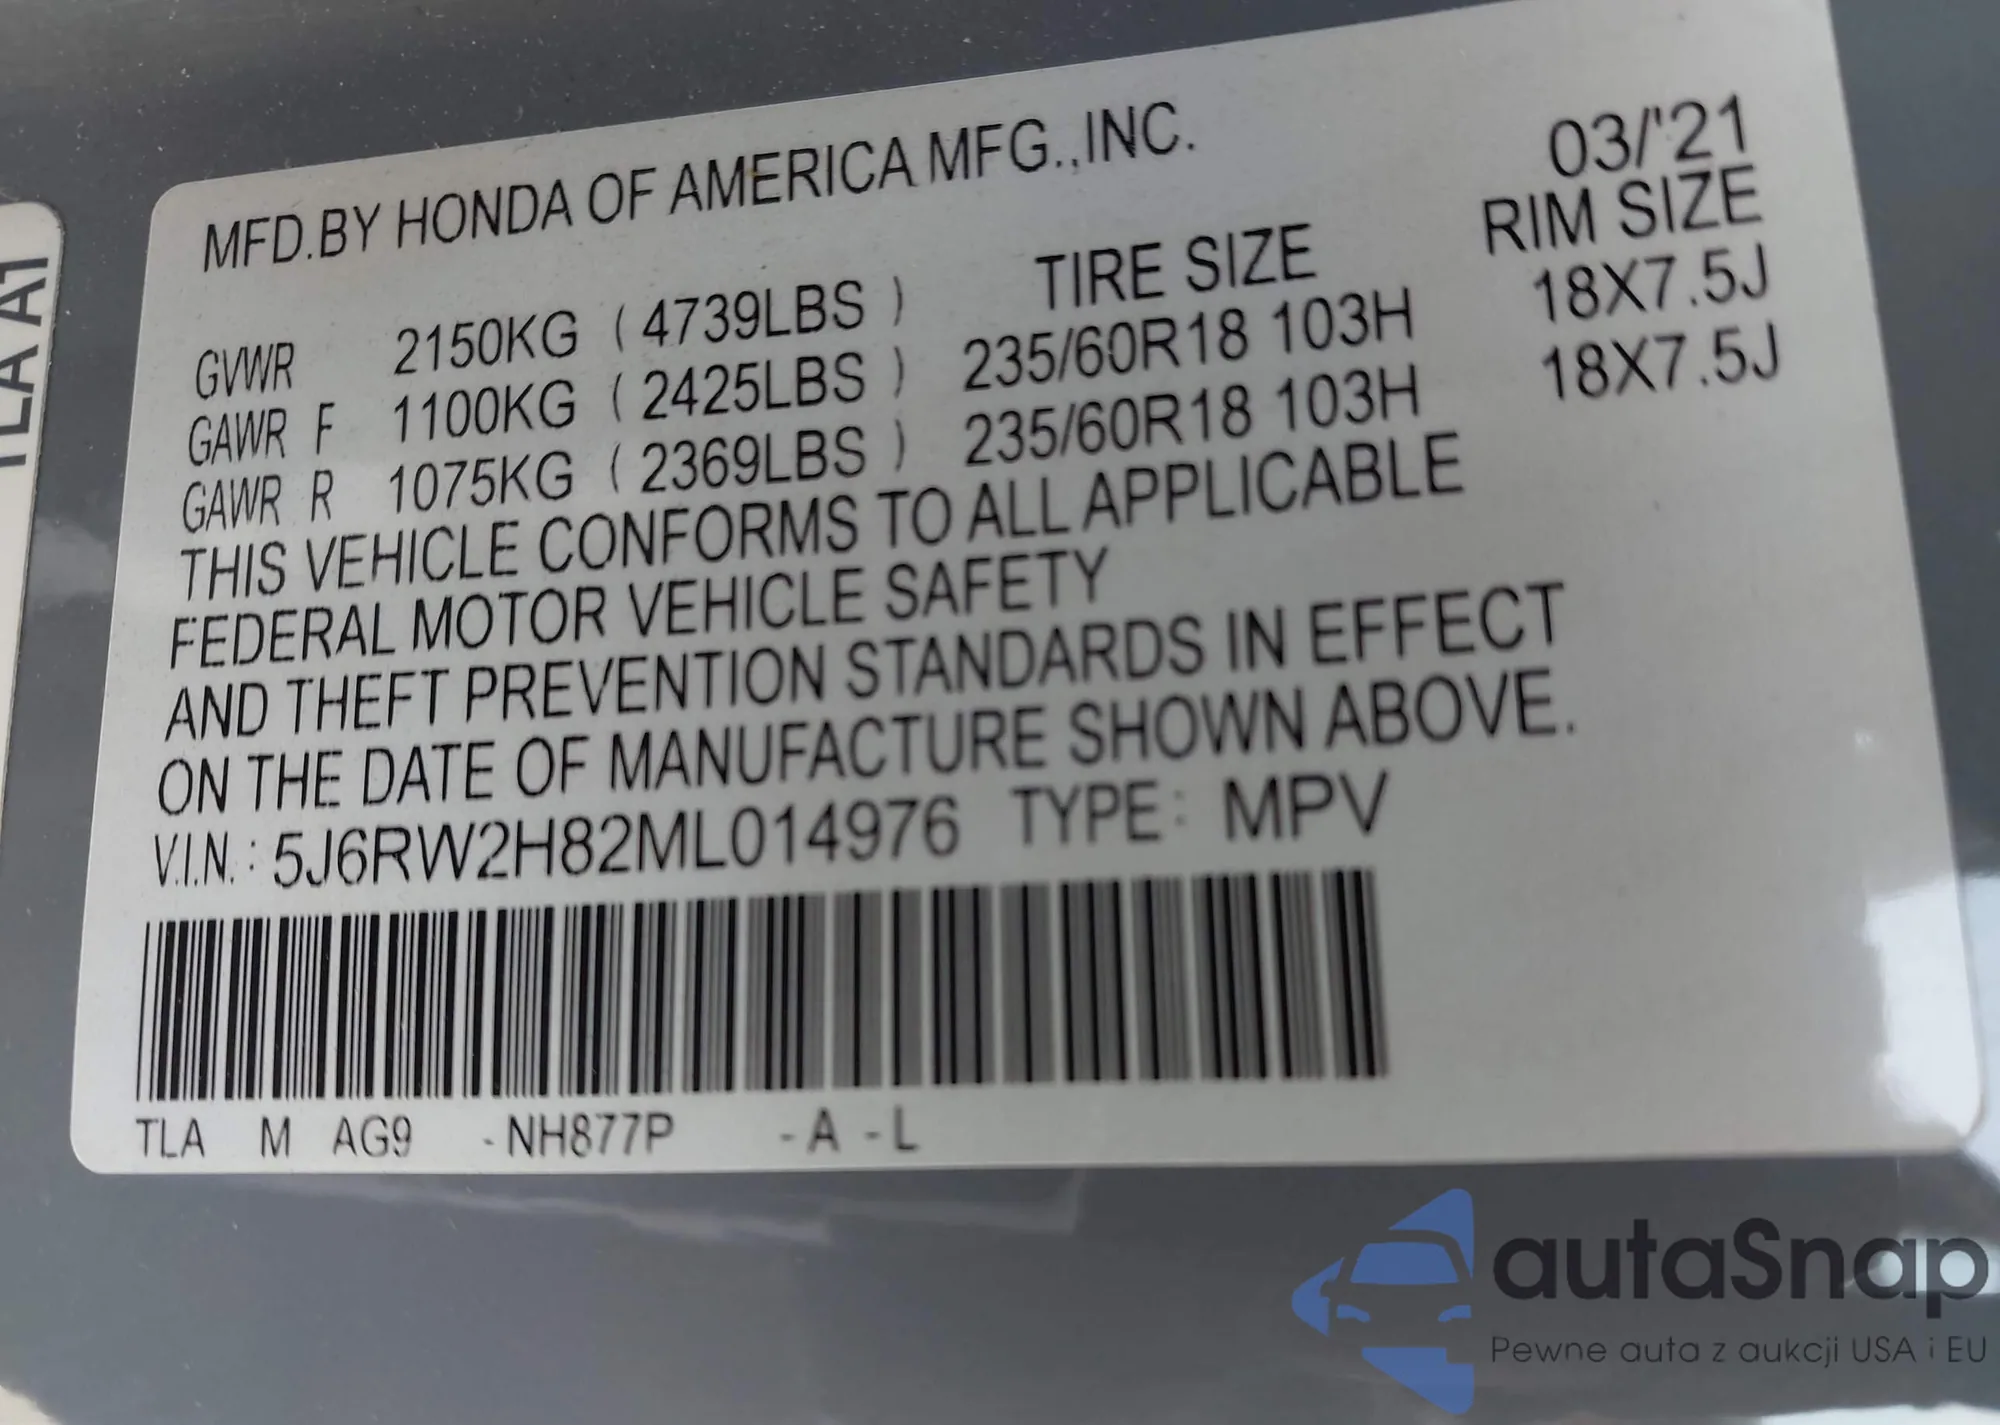 MFD.BY HONDA OF AMERICA MFG.,INC. 03/'21
TIRE SIZE RIM SIZE
GVWR 2150KG (4739LBS)
GAWR F 1100KG (2425LBS) 235/60R18 103H 18X7.5J
GAWR R 1075KG (2369LBS) 235/60R18 103H 18X7.5J
THIS VEHICLE CONFORMS TO ALL APPLICABLE
FEDERAL MOTOR VEHICLE SAFETY
AND THEFT PREVENTION STANDARDS IN EFFECT
ON THE DATE OF MANUFACTURE SHOWN ABOVE.
V.I.N.: 5J6RW2H82ML014976 TYPE: MPV
TLA M AG9 -NH877P -A -L
TLA A1
autaSnap
Pewne auta z aukcji USA i EU